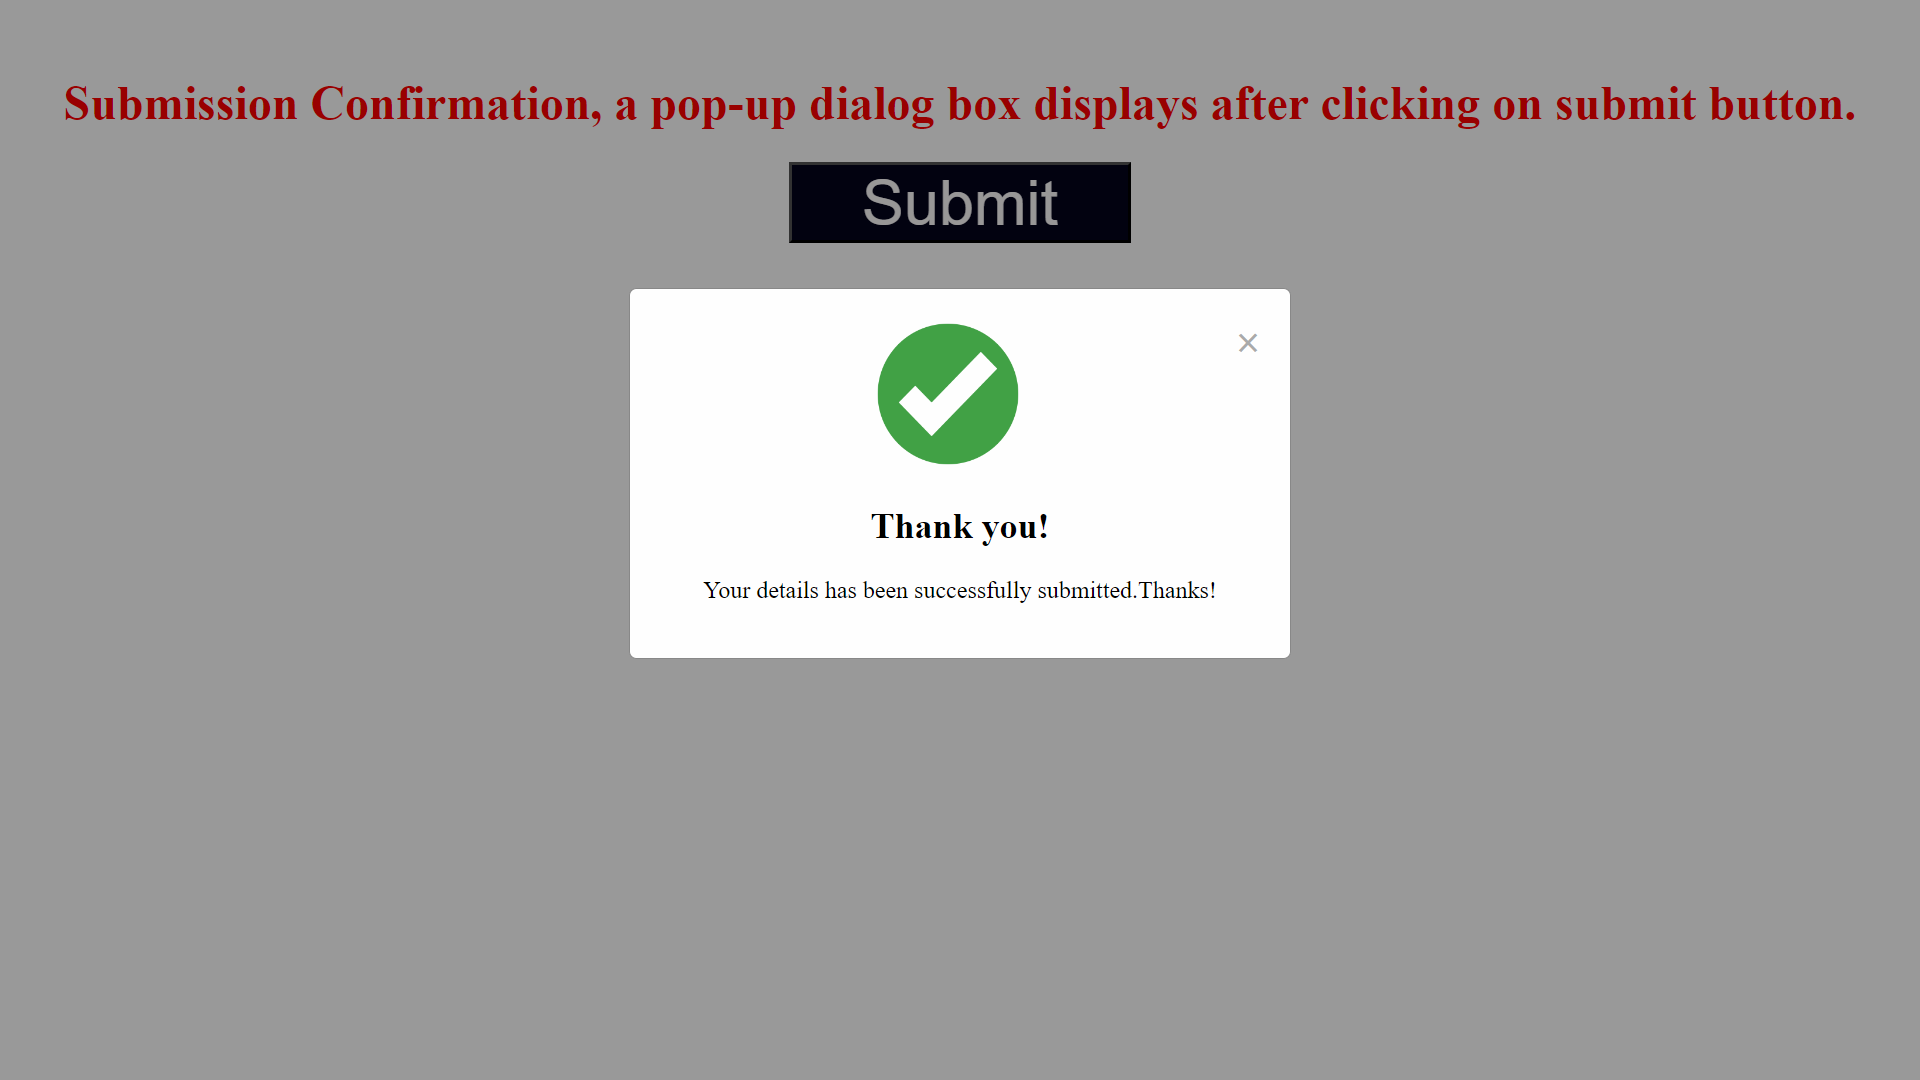 Submission Confirmation, a pop-up dialog box displays after clicking on submit button.
Submit
×
Thank you!
Your details has been successfully submitted.Thanks!